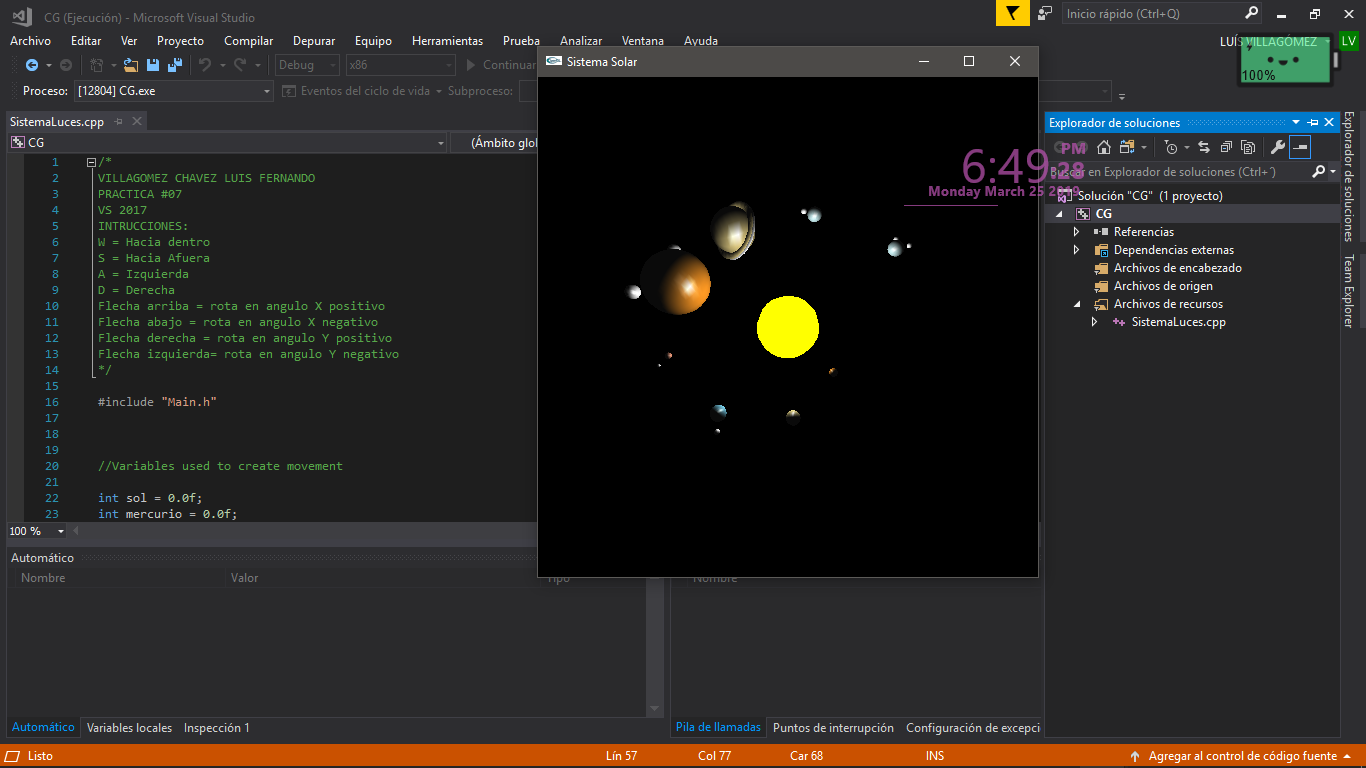 CG (Ejecución) - Microsoft Visual Studio
Inicio rápido (Ctrl+Q)
Archivo Editar Ver Proyecto Compilar Depurar Equipo Herramientas Prueba Analizar Ventana Ayuda
LUÍS VILLAGÓMEZ LV
100%
Debug x86 Continuar
Proceso: [12804] CG.exe Eventos del ciclo de vida Subproceso:
Sistema Solar
SistemaLuces.cpp
CG (Ámbito glo
1 /*
2 VILLAGOMEZ CHAVEZ LUIS FERNANDO
3 PRACTICA #07
4 VS 2017
5 INTRUCCIONES:
6 W = Hacia dentro
7 S = Hacia Afuera
8 A = Izquierda
9 D = Derecha
10 Flecha arriba = rota en angulo X positivo
11 Flecha abajo = rota en angulo X negativo
12 Flecha derecha = rota en angulo Y positivo
13 Flecha izquierda= rota en angulo Y negativo
14 */
15
16 #include "Main.h"
17
18
19
20 //Variables used to create movement
21
22 int sol = 0.0f;
23 int mercurio = 0.0f;
100 %
6:49:28 PM
Monday March 25 2019
Explorador de soluciones
Buscar en Explorador de soluciones (Ctrl+´)
Solución "CG" (1 proyecto)
CG
Referencias
Dependencias externas
Archivos de encabezado
Archivos de origen
Archivos de recursos
SistemaLuces.cpp
Explorador de soluciones
Team Explorer
Automático
Nombre Valor Tipo
Nombre
Automático Variables locales Inspección 1
Pila de llamadas Puntos de interrupción Configuración de excepci
Listo Lín 57 Col 77 Car 68 INS Agregar al control de código fuente